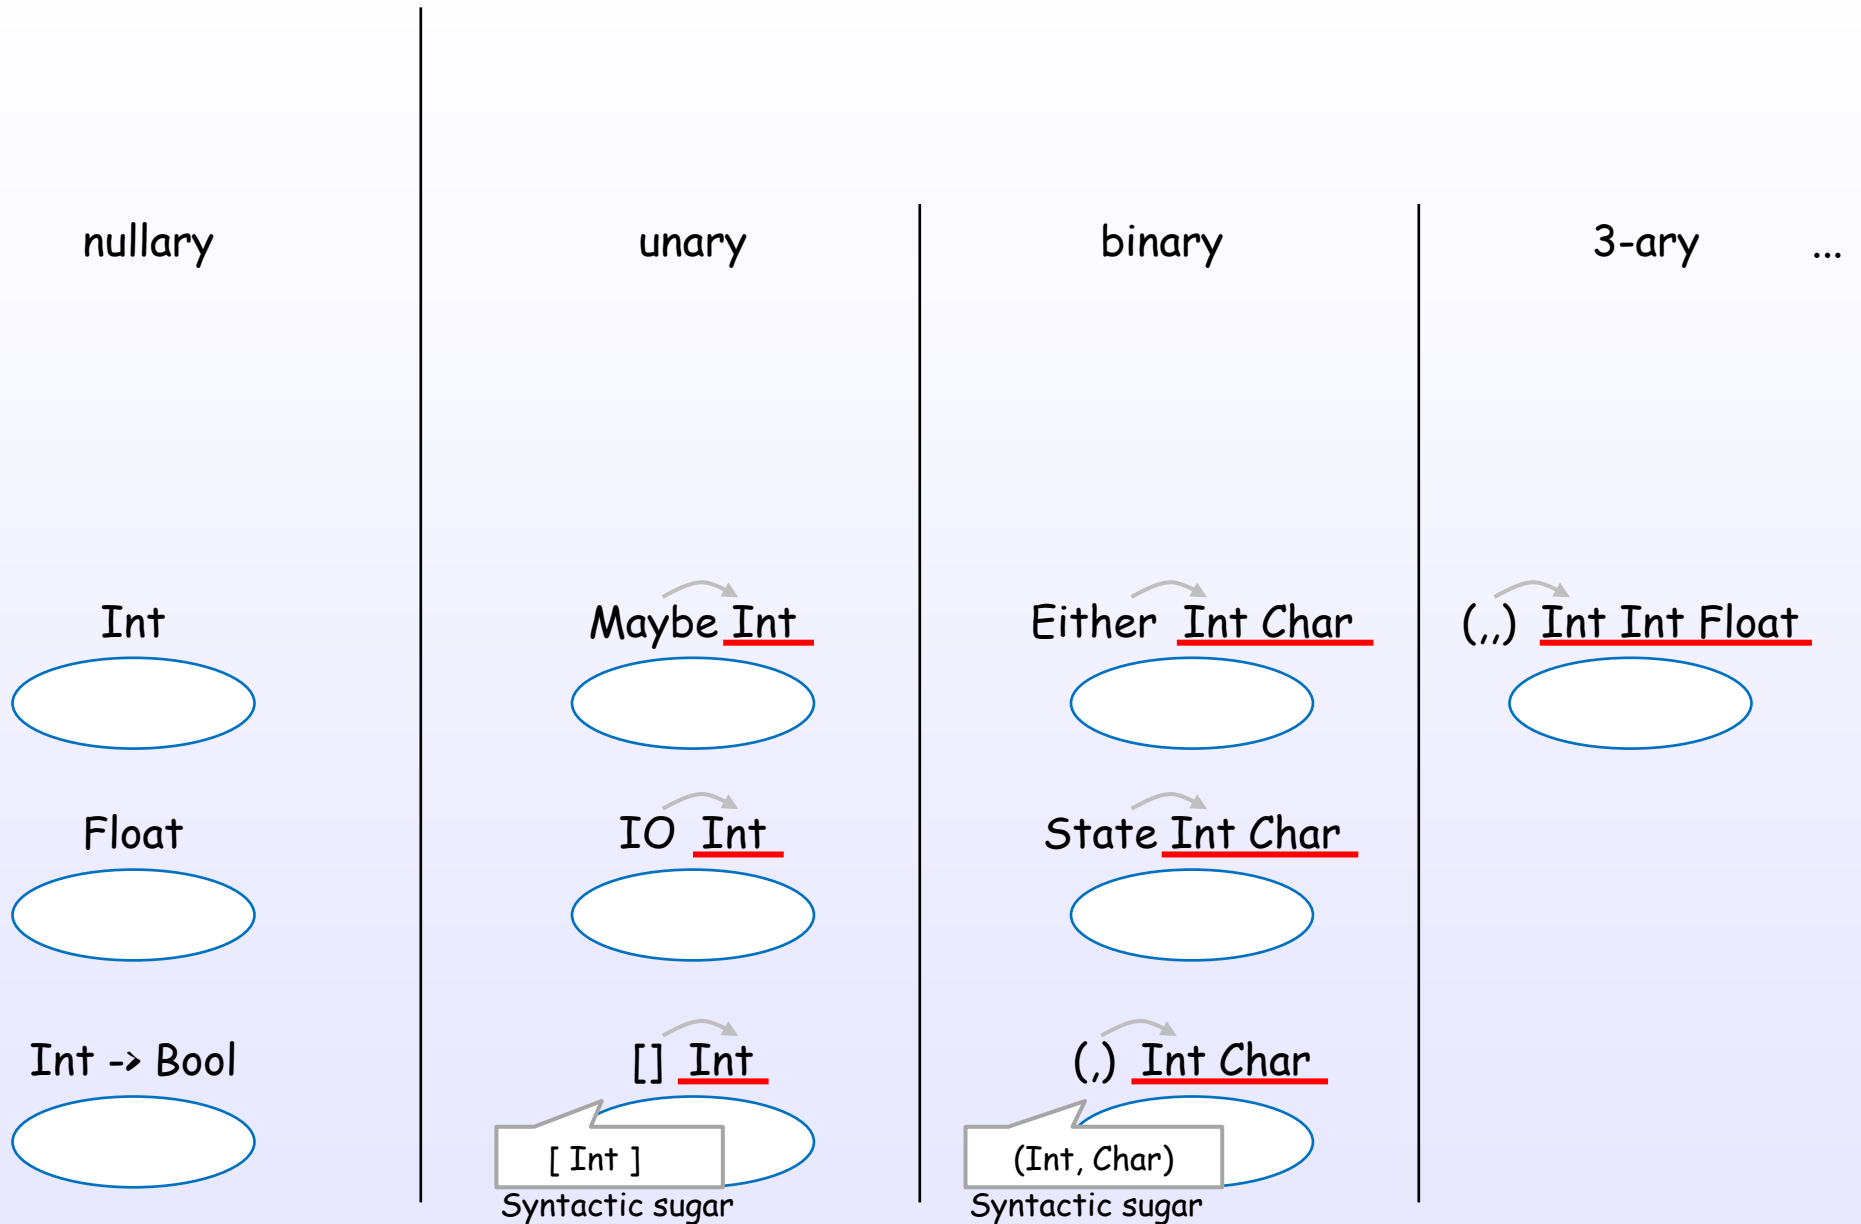 nullary unary binary 3-ary ...
Int Maybe Int Either Int Char (,,) Int Int Float
Float IO Int State Int Char
Int -> Bool [] Int (,) Int Char
[ Int ] (Int, Char)
Syntactic sugar Syntactic sugar